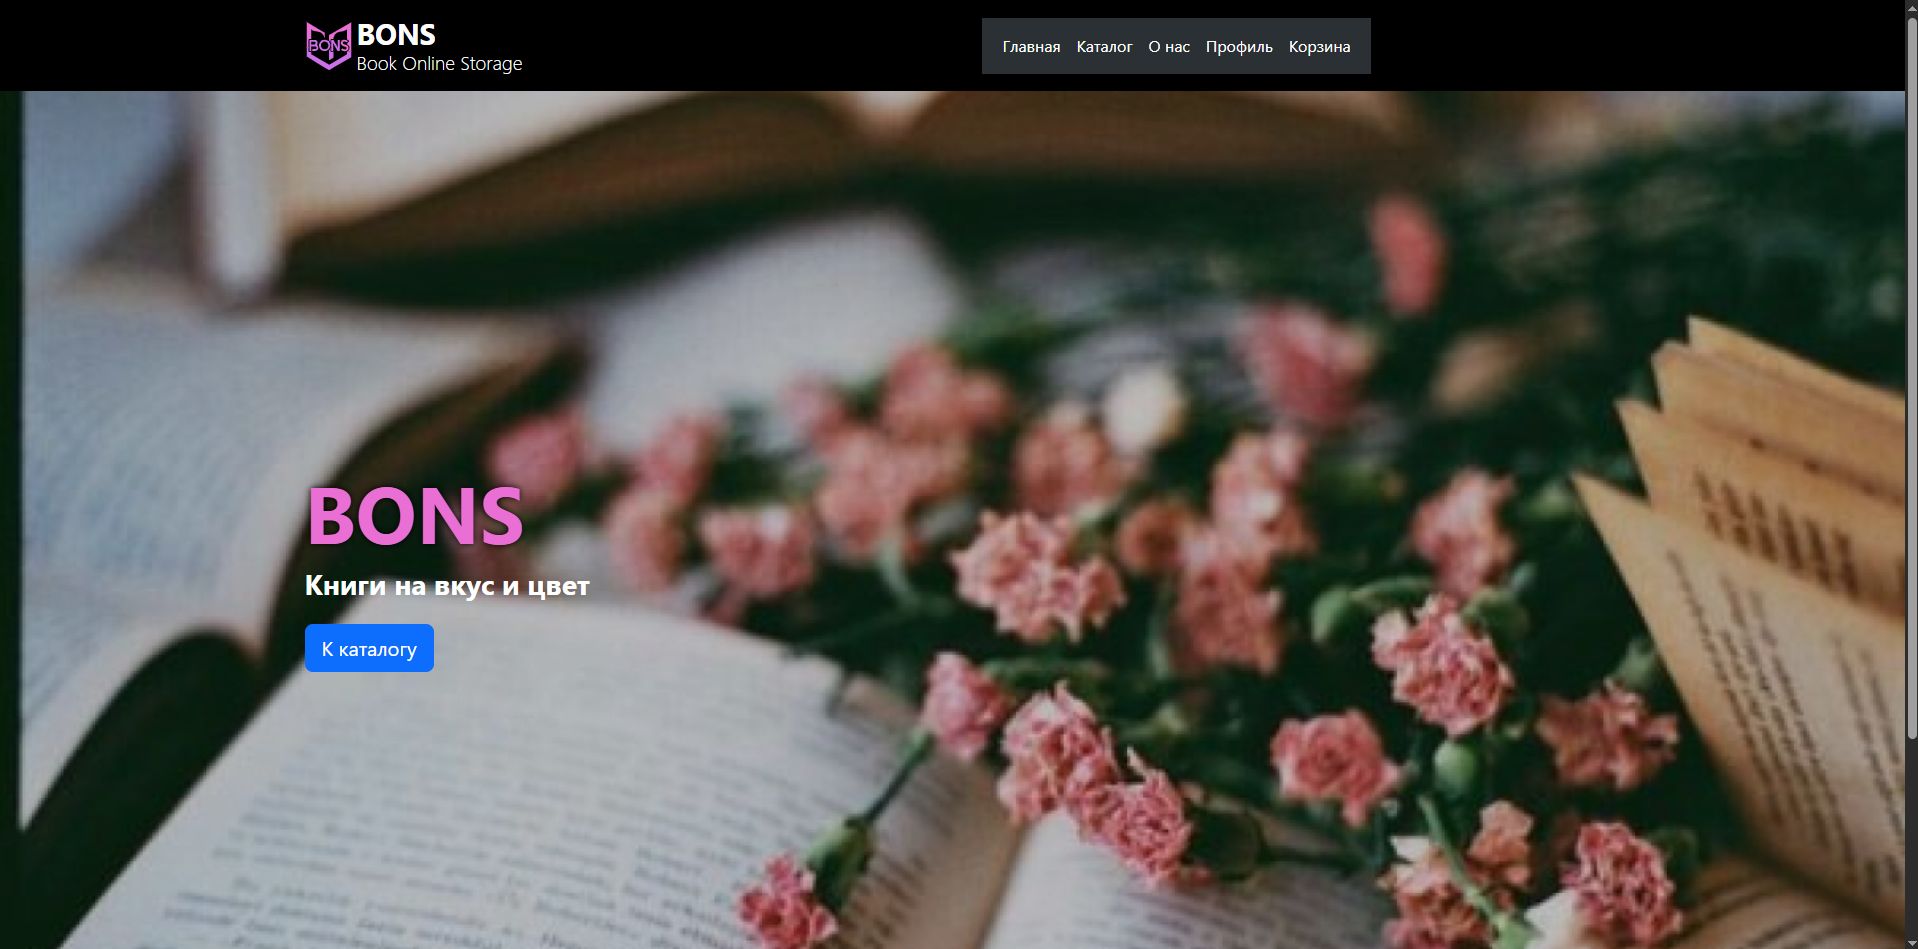 BONS
BONS
Book Online Storage
Главная Каталог О нас Профиль Корзина
BONS
Книги на вкус и цвет
К каталогу